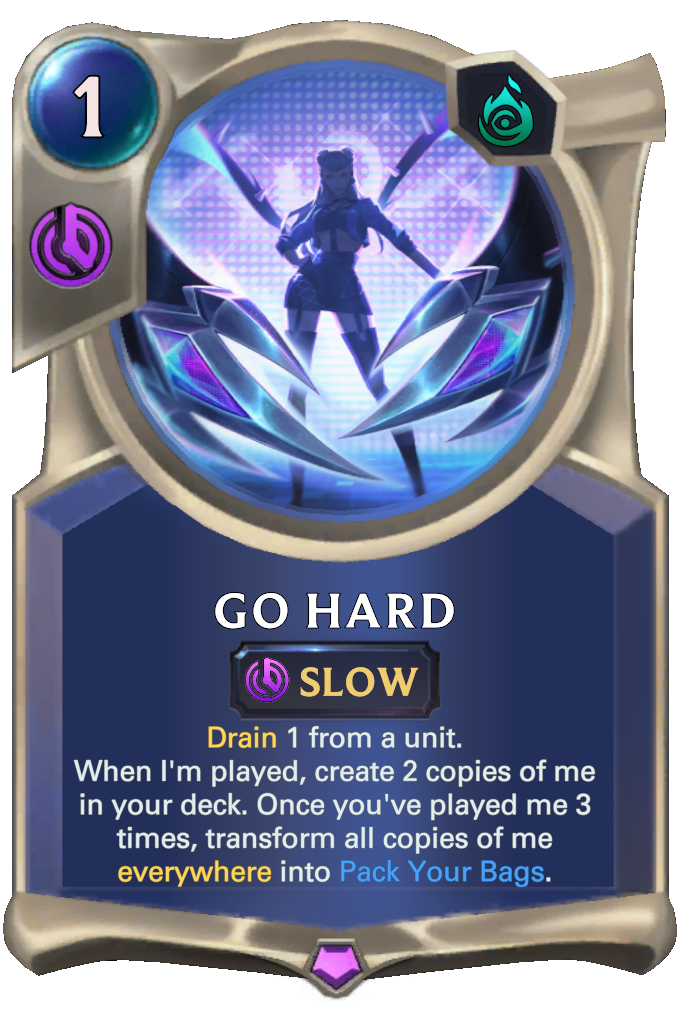 1
GO HARD
SLOW
Drain 1 from a unit.
When I'm played, create 2 copies of me
in your deck. Once you've played me 3
times, transform all copies of me
everywhere into Pack Your Bags.